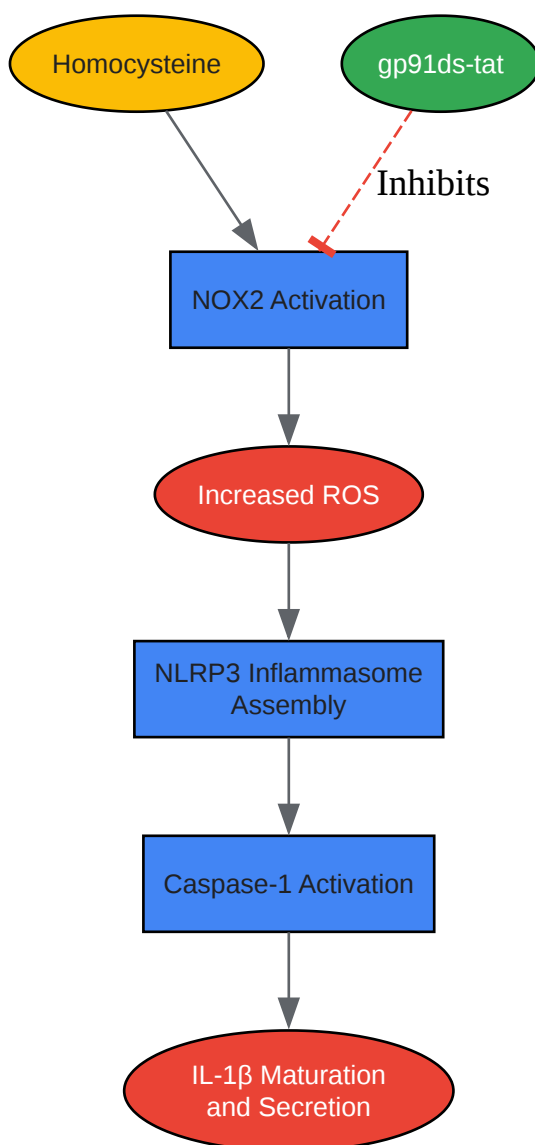 Homocysteine
gp91ds-tat
Inhibits
NOX2 Activation
Increased ROS
NLRP3 Inflammasome
Assembly
Caspase-1 Activation
IL-1β Maturation
and Secretion